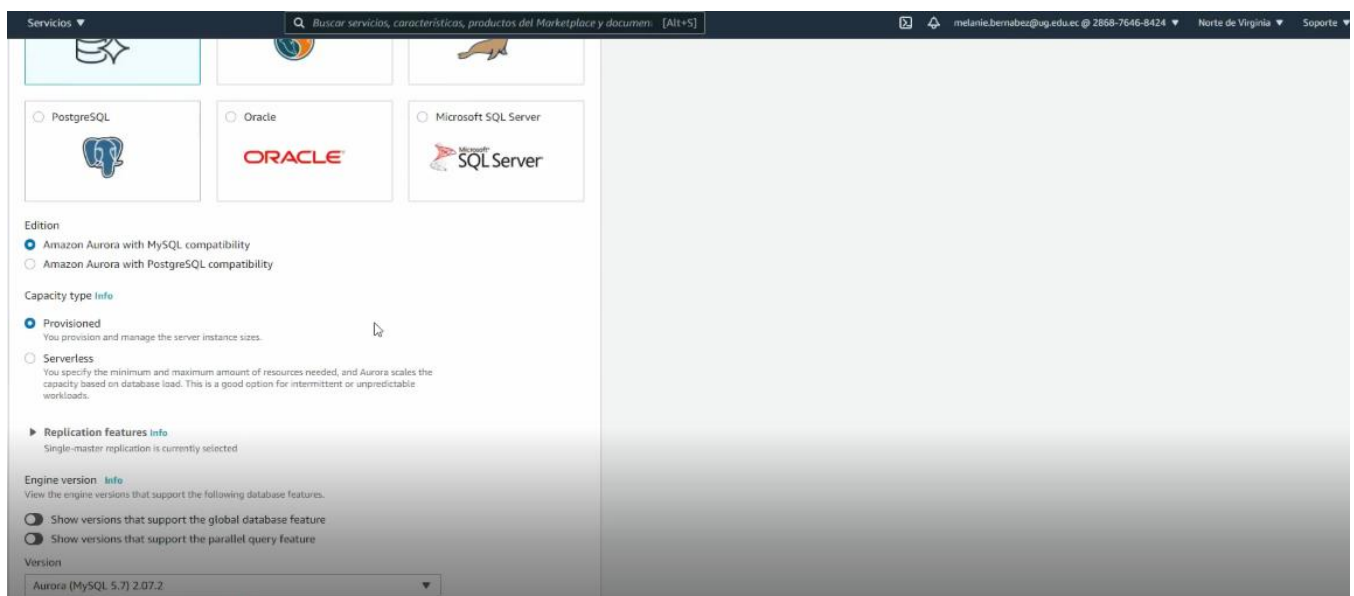 Servicios ▼
Buscar servicios, características, productos del Marketplace y documen: [Alt+S]
melanie.bernabez@ug.edu.ec @ 2868-7646-8424 ▼
Norte de Virginia ▼
Soporte ▼
PostgreSQL
Oracle
Microsoft SQL Server
ORACLE
Microsoft
SQL Server
Edition
Amazon Aurora with MySQL compatibility
Amazon Aurora with PostgreSQL compatibility
Capacity type Info
Provisioned
You provision and manage the server instance sizes.
Serverless
You specify the minimum and maximum amount of resources needed, and Aurora scales the
capacity based on database load. This is a good option for intermittent or unpredictable
workloads.
Replication features Info
Single-master replication is currently selected
Engine version Info
View the engine versions that support the following database features.
Show versions that support the global database feature
Show versions that support the parallel query feature
Version
Aurora (MySQL 5.7) 2.07.2